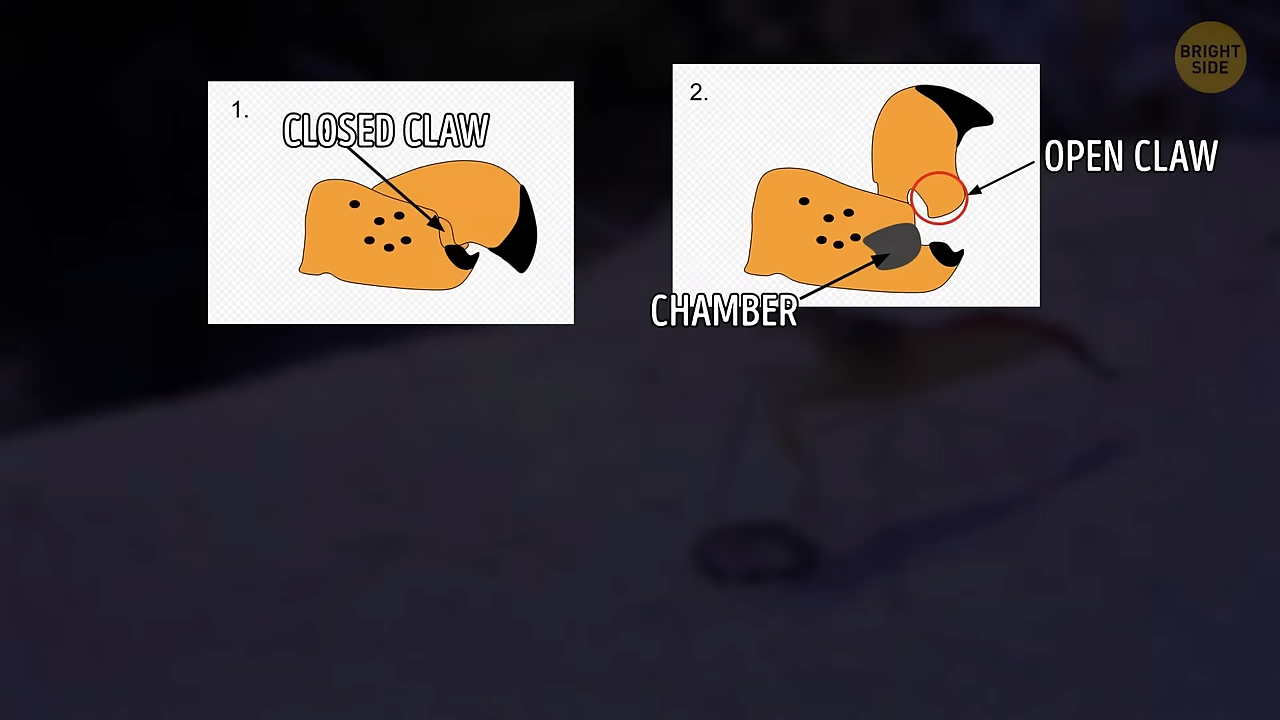 BRIGHT
SIDE
1.
CLOSED CLAW
2.
OPEN CLAW
CHAMBER